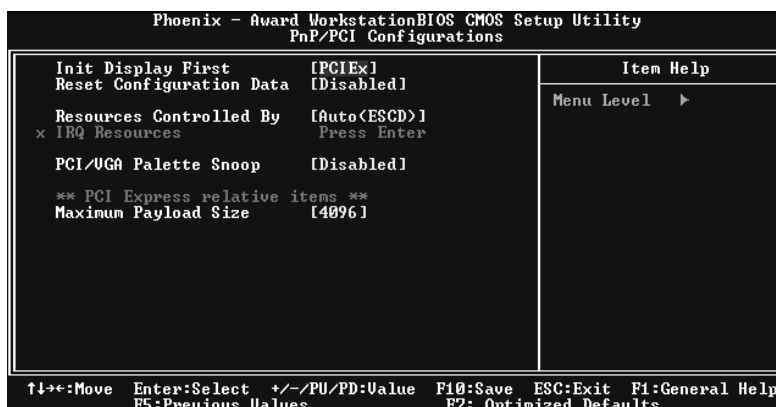 Phoenix - Award WorkstationBIOS CMOS Setup Utility
PnP/PCI Configurations
Init Display First [PCIEx]
Reset Configuration Data [Disabled]
Resources Controlled By [Auto(ESCD)]
x IRQ Resources Press Enter
PCI/VGA Palette Snoop [Disabled]
** PCI Express relative items **
Maximum Payload Size [4096]
Item Help
Menu Level ▶
↑↓→←:Move Enter:Select +/-/PU/PD:Value F10:Save ESC:Exit F1:General Help
F5:Previous Values F7: Optimized Defaults